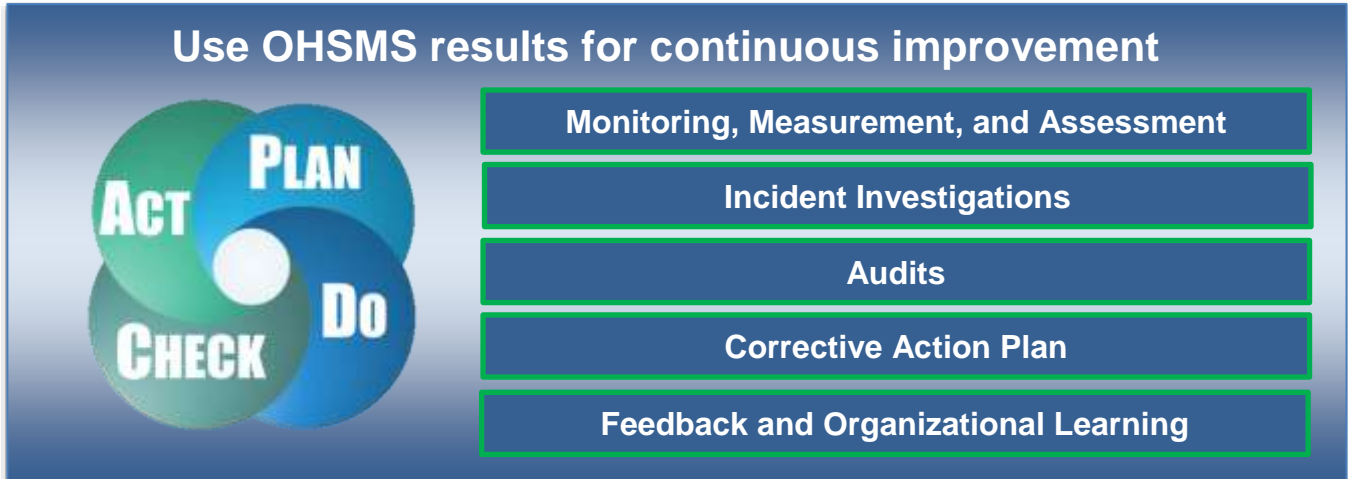 Use OHSMS results for continuous improvement
PLAN
ACT
DO
CHECK
Monitoring, Measurement, and Assessment
Incident Investigations
Audits
Corrective Action Plan
Feedback and Organizational Learning